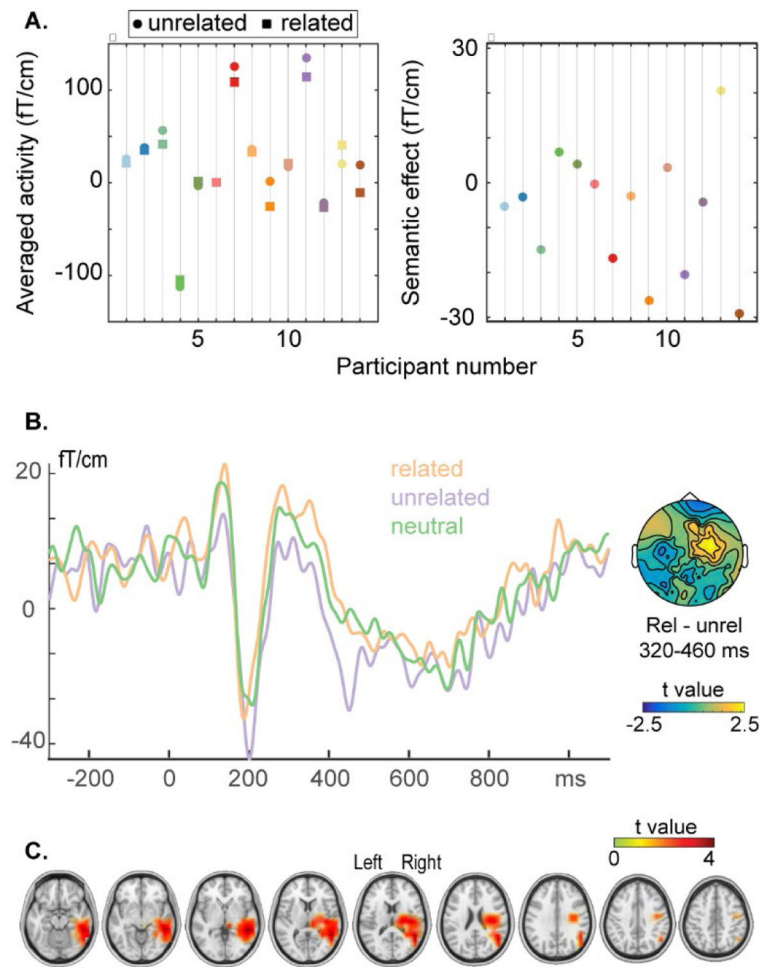 A.
● unrelated ■ related
Averaged activity (fT/cm)
100
0
-100
5
10
Semantic effect (fT/cm)
30
0
-30
5
10
Participant number
B.
fT/cm
20
0
-40
-200
0
200
400
600
800
ms
related
unrelated
neutral
Rel - unrel
320-460 ms
t value
-2.5
2.5
C.
Left Right
t value
0
4